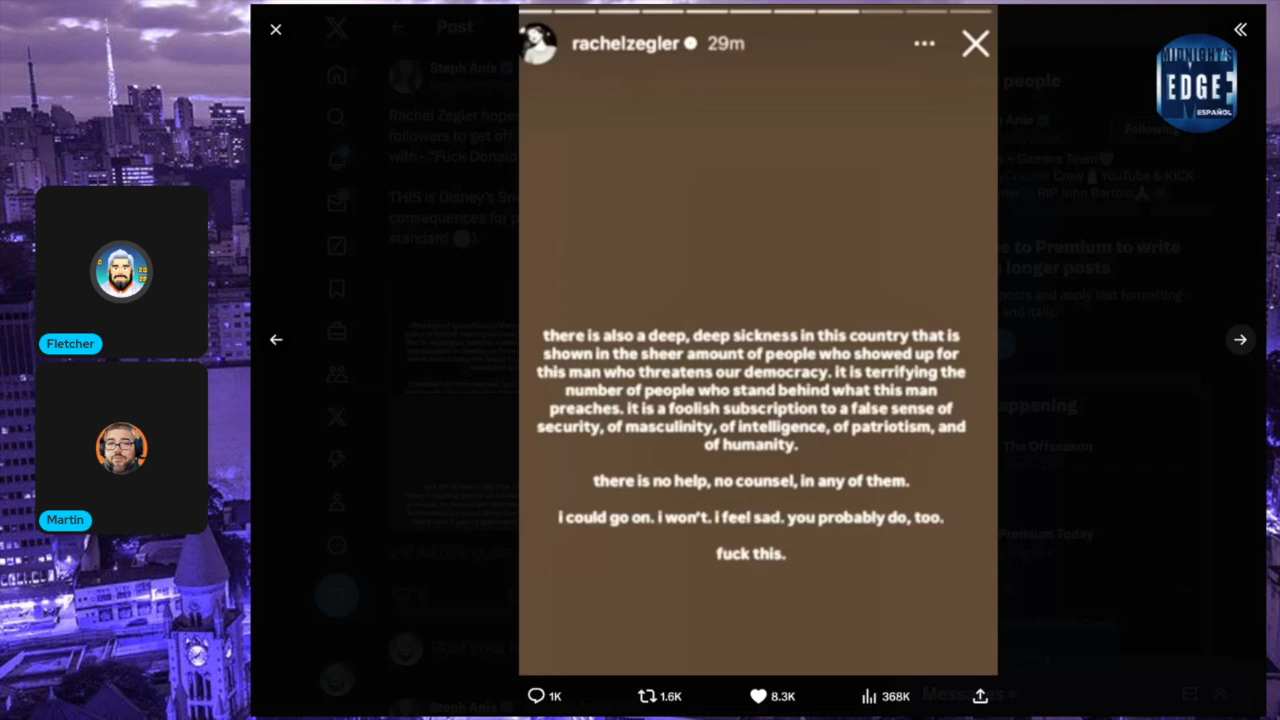 Post
rachelzegler 29m
MIDNIGHT'S
EDGE
ESPAÑOL
people
Steph Anie
Anie
Following
Rachel Zegler hopes
followers to get off
with- "Fuck Donald
+ Gamers Team
Crew YouTube & KICK
RIP John Bartolo
THIS is Disney's Sn
consequences for p
standard
to Premium to write
longer posts
posts and apply text formatting
and italic.
there is also a deep, deep sickness in this country that is
shown in the sheer amount of people who showed up for
this man who threatens our democracy. it is terrifying the
number of people who stand behind what this man
preaches. it is a foolish subscription to a false sense of
security, of masculinity, of intelligence, of patriotism, and
of humanity.
there is no help, no counsel, in any of them.
i could go on. i won't. i feel sad. you probably do, too.
fuck this.
Fletcher
Martin
appening
The Offseason
Premium Today
1K
1.6K
8.3K
368K
Messages
Steph Anie